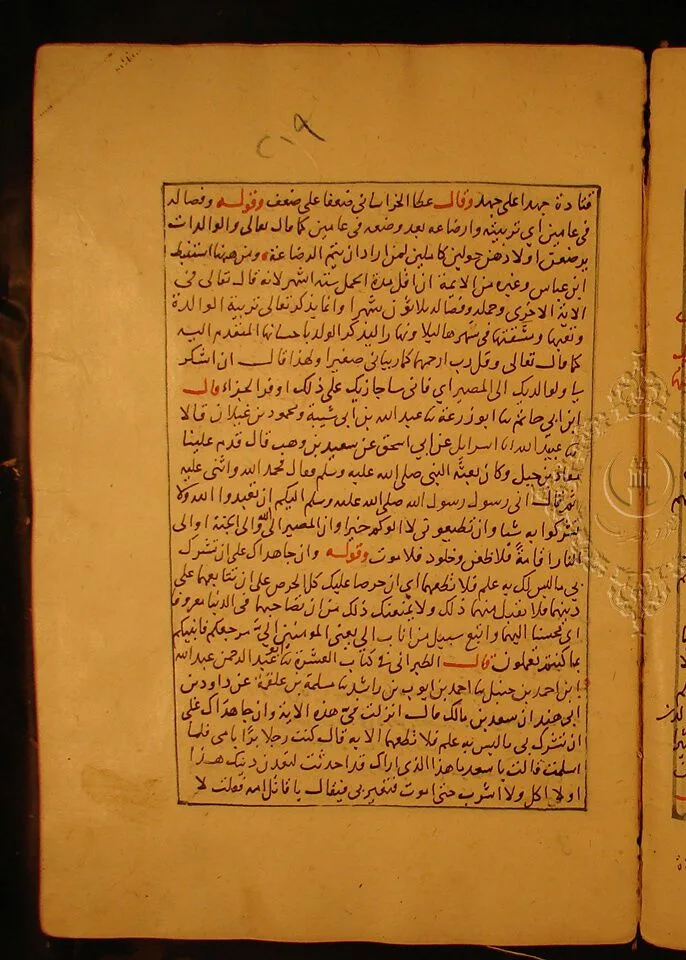 ٢١٩
قتادة جهدا على جهد وقال عطا الخراساني ضعفا على ضعف وقوله وفصاله
في عامين اي تربيته وارضاعه بعد وضعه في عامين كما قال تعالى والوالدات
يرضعن اولادهن حولين كاملين لمن اراد ان يتم الرضاعة ومن ههنا استنبط
ابن عباس وغيره من الائمة ان اقل مدة الحمل ستة اشهر لانه قال تعالى في
الاية الاخرى وحمله وفصاله ثلاثون شهرا وانما يذكر تعالى تربية الوالدة
وتعبها ومشقتها في سهرها ليلا ونهارا ليذكر الولد باحسانها المتقدم اليه
كما قال تعالى وقل رب ارحمهما كما ربياني صغيرا ولهذا قال ان اشكر
لي ولوالديك الى المصير اي فاني ساجازيك على ذلك اوفر الجزاء قال
ابن ابي حاتم ثنا ابو زرعة ثنا عبد الله بن ابي شيبة ومحمود بن غيلان قالا
ثنا عبيد الله انا اسرائل عن ابي اسحق عن سعيد بن وهب قال قدم علينا
معاذ بن جبل وكان بعثه النبي صلى الله عليه وسلم فقام فحمد الله واثنى عليه
ثم قال اني رسول رسول الله صلى الله عليه وسلم اليكم ان تعبدوا الله ولا
تشركوا به شيا وان تطيعوني لا الوكم خيرا وان المصير الى الله والى الجنة او الى
النار اقامة فلا ظعن وخلود فلا موت وقوله وان جاهداك على ان تشرك
بي ما ليس لك به علم فلا تطعهما اي ان حرصا عليك كل الحرص على ان تتابعهما على
دينهما فلا تقبل منهما ذلك ولا يمنعنك ذلك من ان تصاحبهما في الدنيا معروفا
اي محسنا اليهما واتبع سبيل من اناب الي يعني المومنين الي مرجعكم فانبيكم
بما كنتم تعملون قال الطبراني في كتاب العشرة ثنا ابو عبد الرحمن عبد الله
ابن احمد بن حنبل ثنا احمد بن ايوب بن راشد ثنا مسلمة بن علقمة عن داود بن
ابي هند ان سعد بن مالك قال انزلت في هذه الاية وان جاهداك على
ان تشرك بي ما ليس به علم فلا تطعهما الاية قال كنت رجلا برا بامي فلما
اسلمت قالت يا سعد ما هذا الذي اراك قد احدثت لتدعن دينك هذا
او لا اكل ولا اشرب حتى اموت فتعير بي فيقال يا قاتل امه فقلت لا